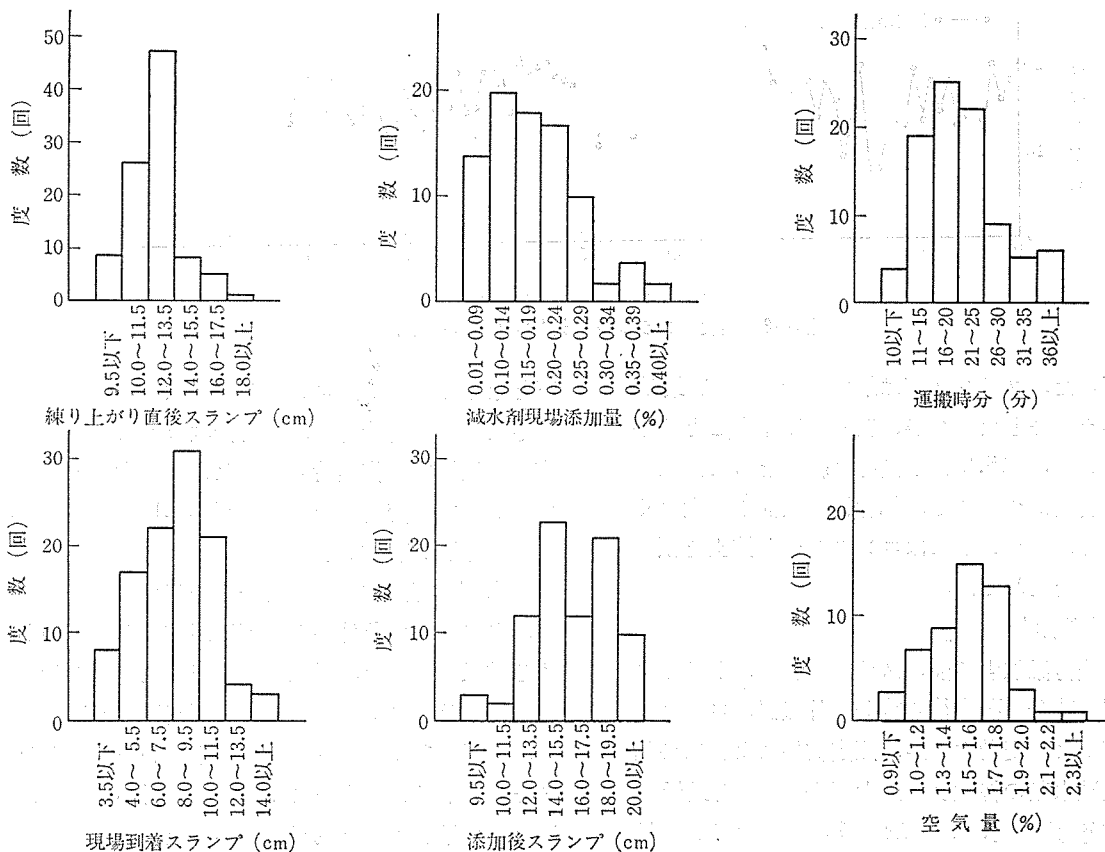 度 数 (回)
50
40
30
20
10
0
9.5以下
10.0~11.5
12.0~13.5
14.0~15.5
16.0~17.5
18.0以上
練り上がり直後スランプ (cm)
度 数 (回)
20
10
0
0.01~0.09
0.10~0.14
0.15~0.19
0.20~0.24
0.25~0.29
0.30~0.34
0.35~0.39
0.40以上
減水剤現場添加量 (%)
度 数 (回)
30
20
10
0
10以下
11~15
16~20
21~25
26~30
31~35
36以上
運搬時分 (分)
度 数 (回)
30
20
10
0
3.5以下
4.0~ 5.5
6.0~ 7.5
8.0~ 9.5
10.0~11.5
12.0~13.5
14.0以上
現場到着スランプ (cm)
度 数 (回)
30
20
10
0
9.5以下
10.0~11.5
12.0~13.5
14.0~15.5
16.0~17.5
18.0~19.5
20.0以上
添加後スランプ (cm)
度 数 (回)
20
10
0
0.9以下
1.0~1.2
1.3~1.4
1.5~1.6
1.7~1.8
1.9~2.0
2.1~2.2
2.3以上
空 気 量 (%)